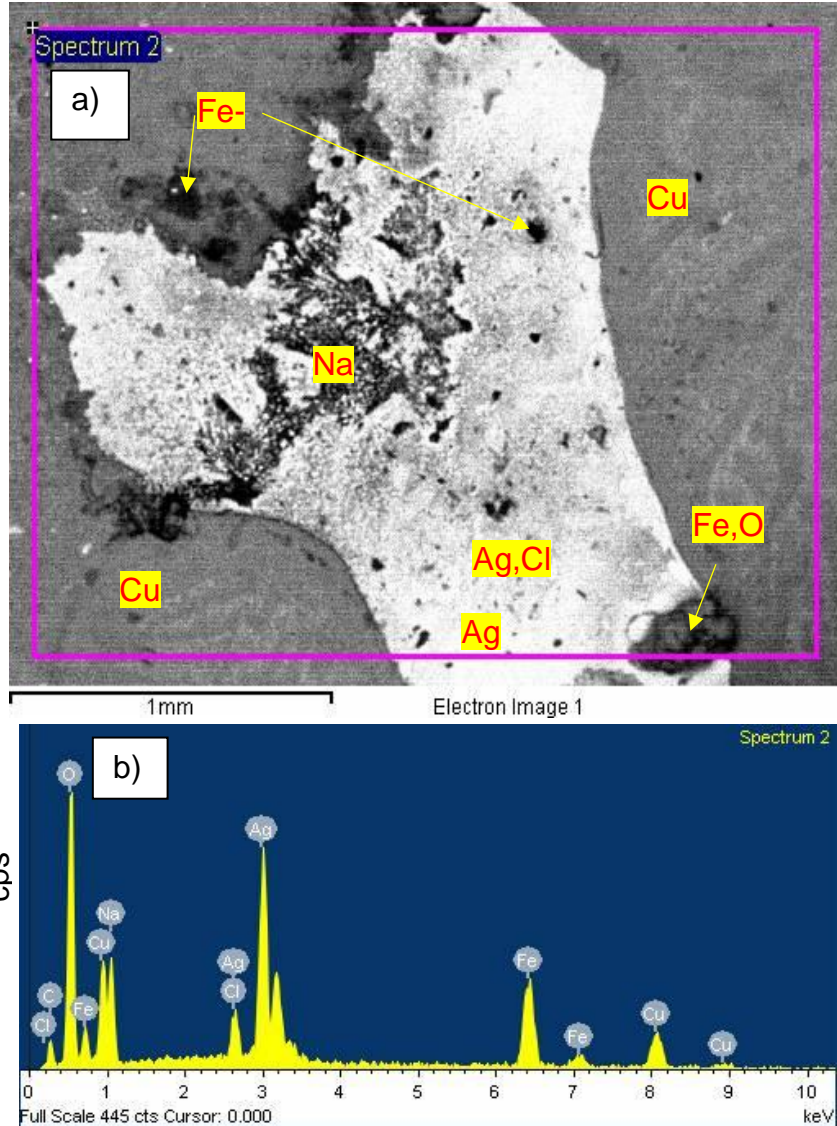 Spectrum 2
a)
Fe-
Cu
Na
Fe,O
Ag,Cl
Cu
Ag
1mm
Electron Image 1
b)
Spectrum 2
cps
O
Ag
Na
Cu
Ag
C
Cl
Cl
Fe
Fe
Fe
Cu
Cu
0 1 2 3 4 5 6 7 8 9 10
Full Scale 445 cts Cursor: 0.000 keV